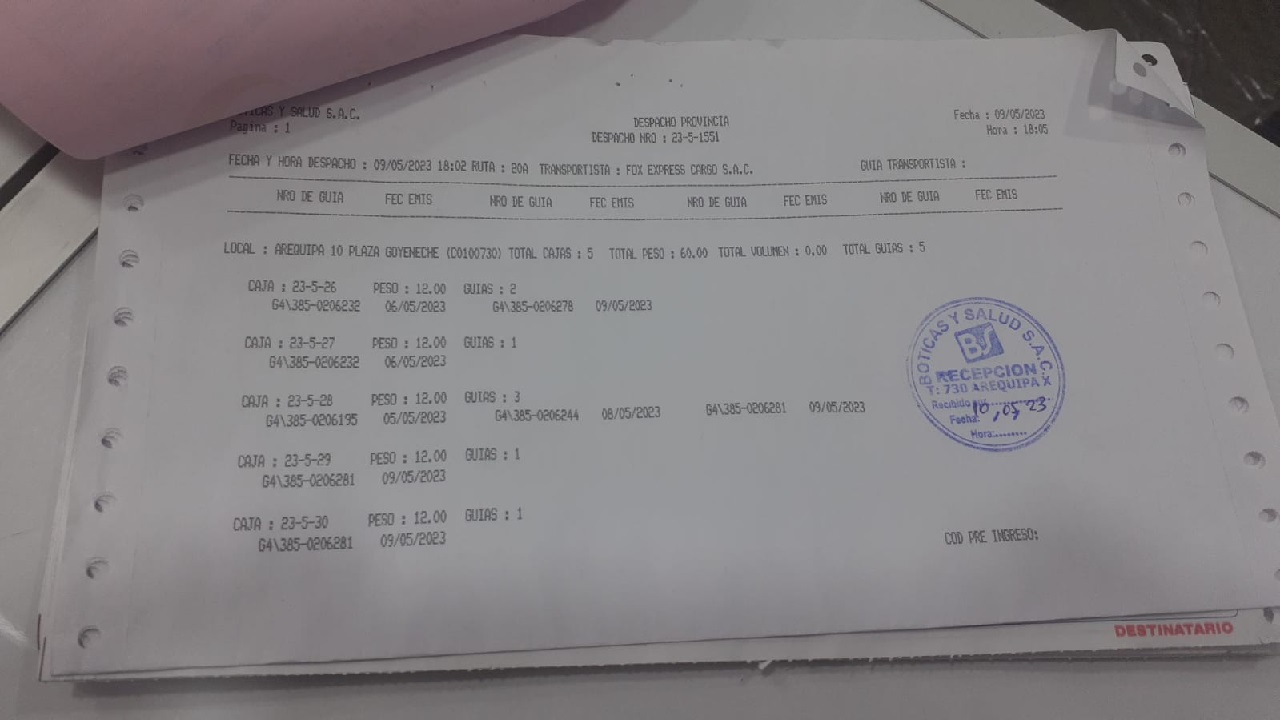 TICAS Y SALUD S.A.C. DESPACHO PROVINCIA Fecha : 09/05/2023
Pagina : 1 DESPACHO NRO : 23-5-1551 Hora : 18:05
FECHA Y HORA DESPACHO : 09/05/2023 18:02 RUTA : 20A TRANSPORTISTA : FOX EXPRESS CARGO S.A.C. GUIA TRANSPORTISTA :
NRO DE GUIA FEC EMIS NRO DE GUIA FEC EMIS NRO DE GUIA FEC EMIS NRO DE GUIA FEC EMIS
LOCAL : AREQUIPA 10 PLAZA GOYENECHE (C0100730) TOTAL CAJAS : 5 TOTAL PESO : 60.00 TOTAL VOLUMEN : 0.00 TOTAL GUIAS : 5
CAJA : 23-5-26 PESO : 12.00 GUIAS : 2
G4\385-0206232 06/05/2023 G4\385-0206278 09/05/2023
CAJA : 23-5-27 PESO : 12.00 GUIAS : 1
G4\385-0206232 06/05/2023
CAJA : 23-5-28 PESO : 12.00 GUIAS : 3
G4\385-0206195 05/05/2023 G4\385-0206244 08/05/2023 G4\385-0206281 09/05/2023
CAJA : 23-5-29 PESO : 12.00 GUIAS : 1
G4\385-0206281 09/05/2023
CAJA : 23-5-30 PESO : 12.00 GUIAS : 1
G4\385-0206281 09/05/2023
BOTICAS Y SALUD S.A.C.
BS
RECEPCION
T: 730 AREQUIPA X
Recibido por:
Fecha: 10, 05 23
Hora:........
COD PRE INGRESO:
DESTINATARIO